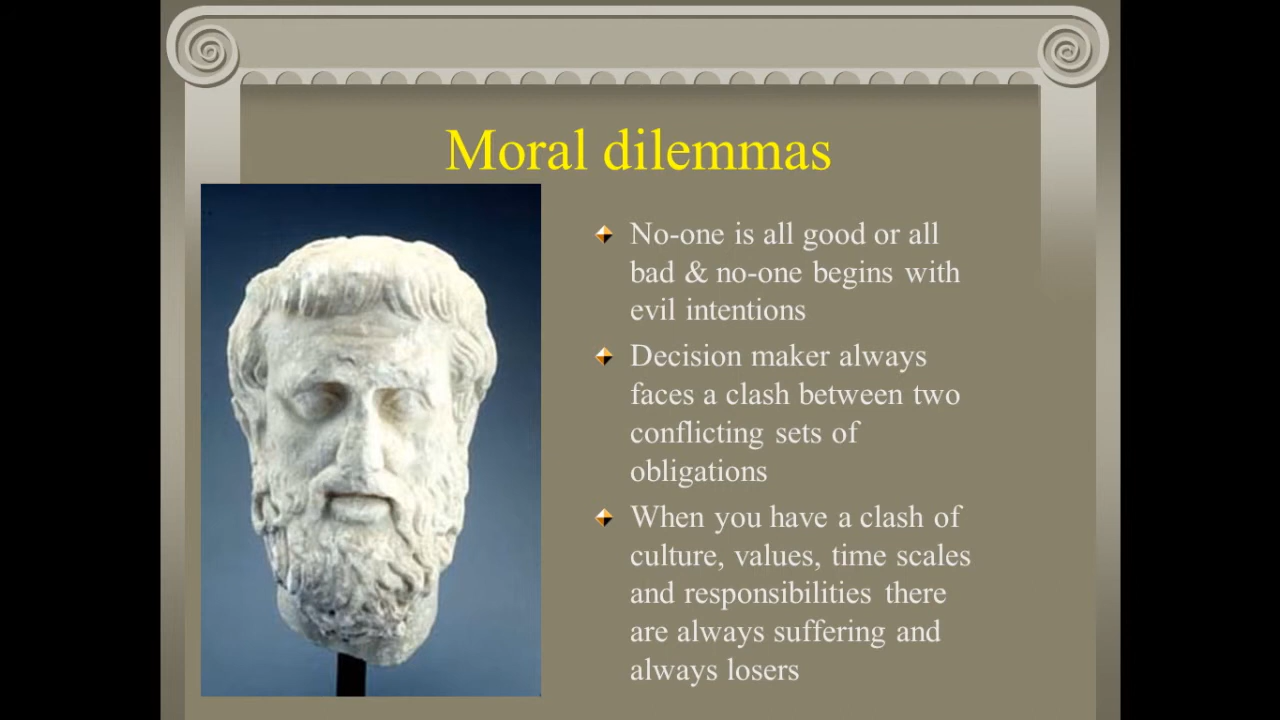 Moral dilemmas
No-one is all good or all
bad & no-one begins with
evil intentions
Decision maker always
faces a clash between two
conflicting sets of
obligations
When you have a clash of
culture, values, time scales
and responsibilities there
are always suffering and
always losers